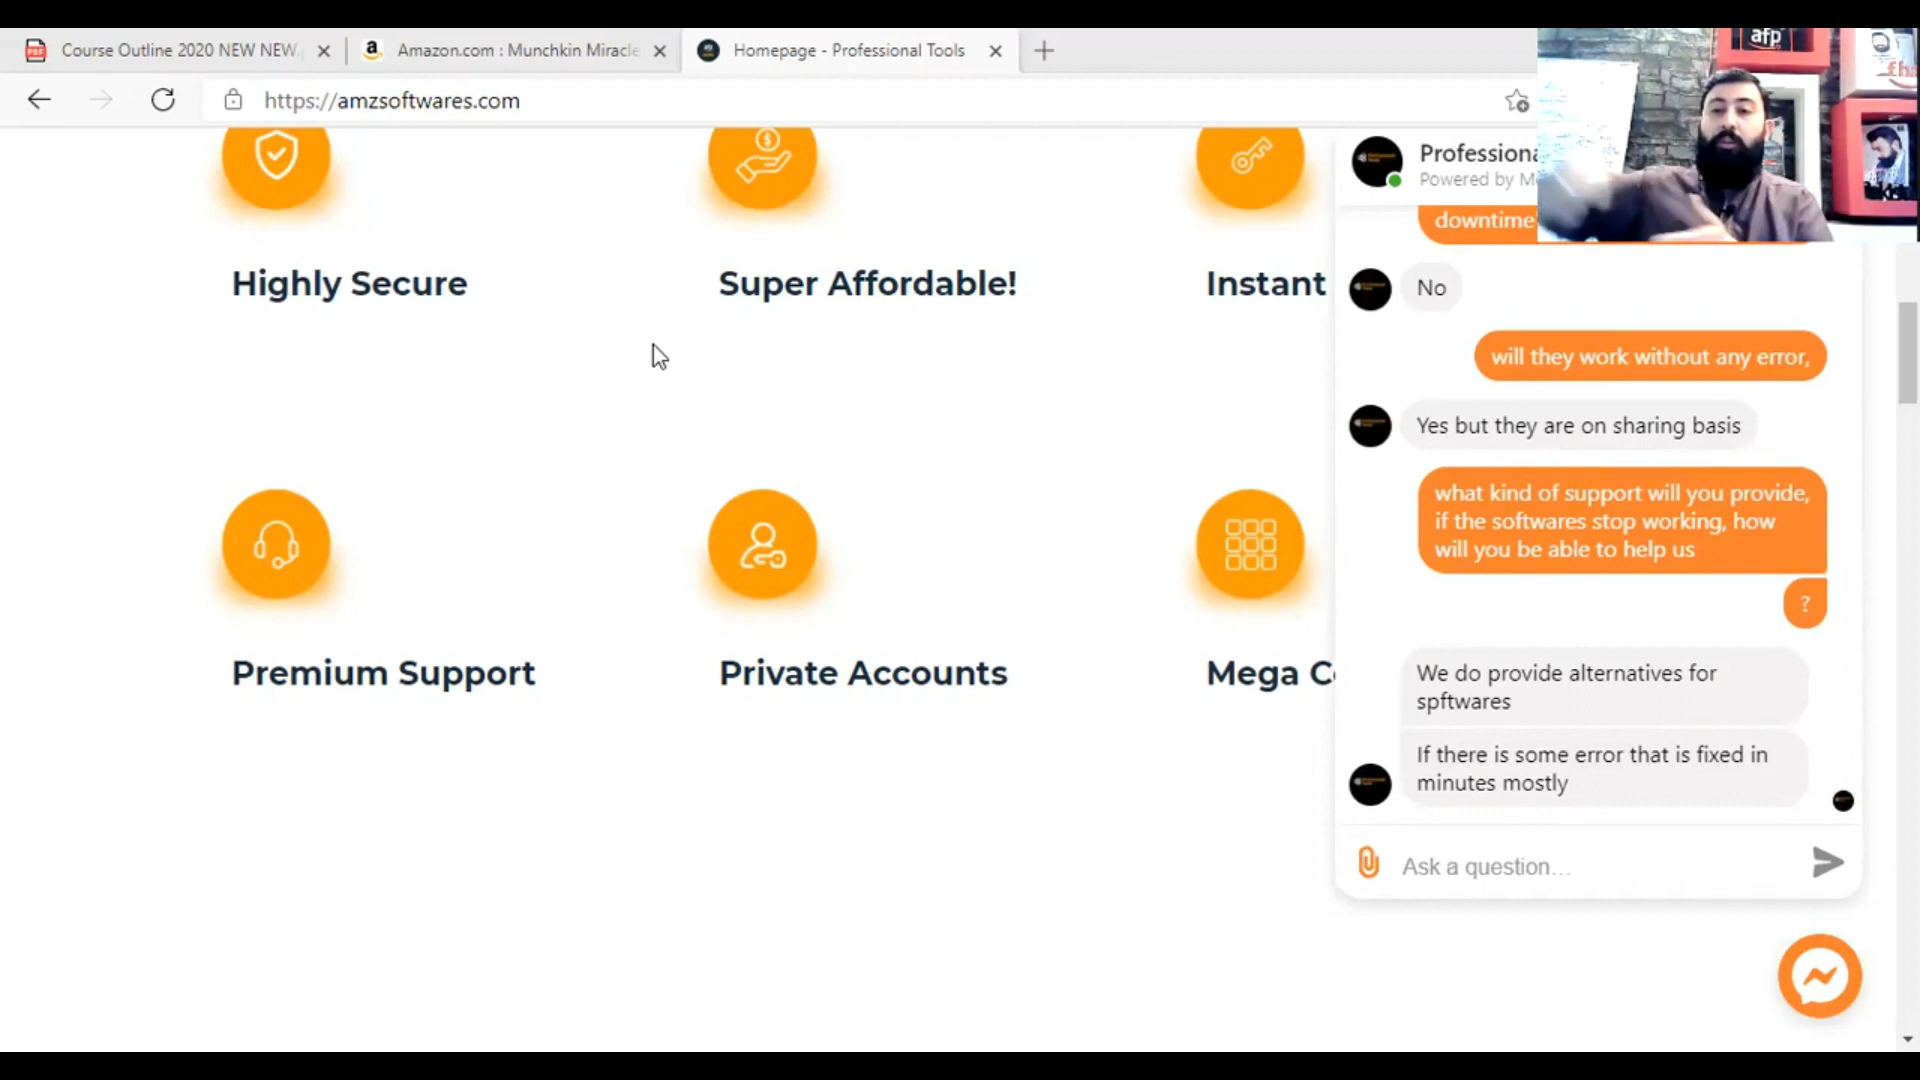 Course Outline 2020 NEW NEW.
Amazon.com : Munchkin Miracle
Homepage - Professional Tools
https://amzsoftwares.com
afp
fba
Highly Secure
Super Affordable!
Instant
Premium Support
Private Accounts
Mega C
Professiona
Powered by M
downtime
No
will they work without any error,
Yes but they are on sharing basis
what kind of support will you provide,
if the softwares stop working, how
will you be able to help us
?
We do provide alternatives for
spftwares
If there is some error that is fixed in
minutes mostly
Ask a question...